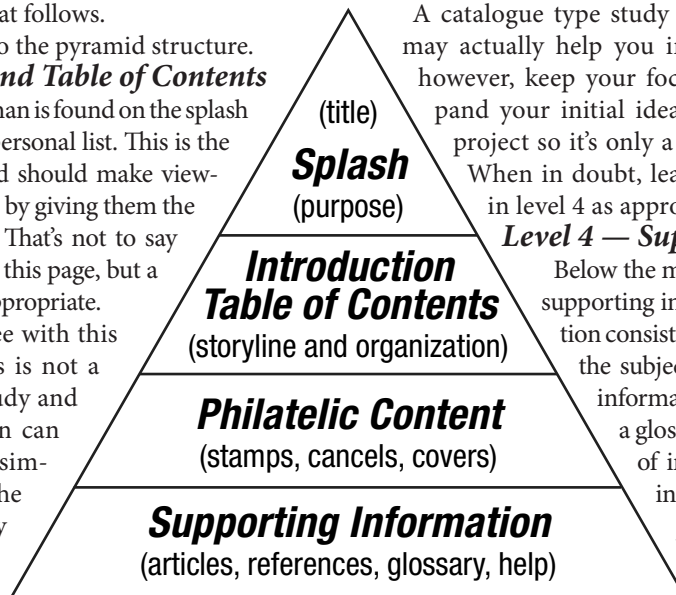 at follows.
o the pyramid structure.
nd Table of Contents
nan is found on the splash
ersonal list. This is the
d should make view-
by giving them the
That's not to say
this page, but a
propriate.
ee with this
s is not a
udy and
n can
sim-
he
y
(title)
Splash
(purpose)
Introduction
Table of Contents
(storyline and organization)
Philatelic Content
(stamps, cancels, covers)
Supporting Information
(articles, references, glossary, help)
A catalogue type study
may actually help you in
however, keep your foc
pand your initial idea
project so it's only a
When in doubt, lea
in level 4 as appro
Level 4 — Sup
Below the m
supporting in
tion consist
the subjec
informa
a glos
of i
in